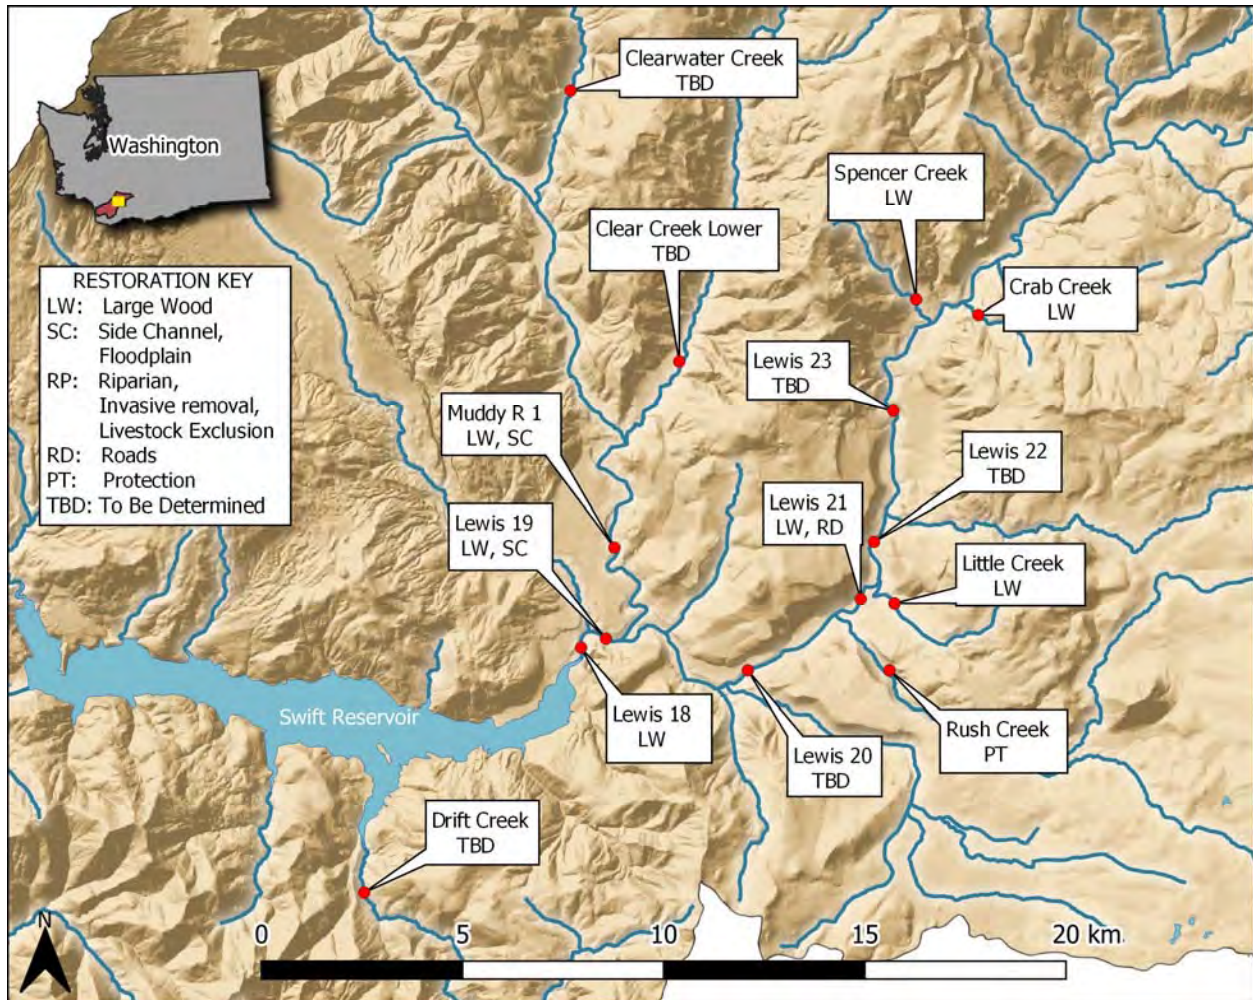 Clearwater Creek
TBD
Washington
Spencer Creek
LW
Clear Creek Lower
TBD
RESTORATION KEY
LW: Large Wood
SC: Side Channel,
Floodplain
RP: Riparian,
Invasive removal,
Livestock Exclusion
RD: Roads
PT: Protection
TBD: To Be Determined
Crab Creek
LW
Lewis 23
TBD
Muddy R 1
LW, SC
Lewis 22
TBD
Lewis 21
LW, RD
Lewis 19
LW, SC
Little Creek
LW
Swift Reservoir
Lewis 18
LW
Rush Creek
PT
Lewis 20
TBD
Drift Creek
TBD
N
0 5 10 15 20 km